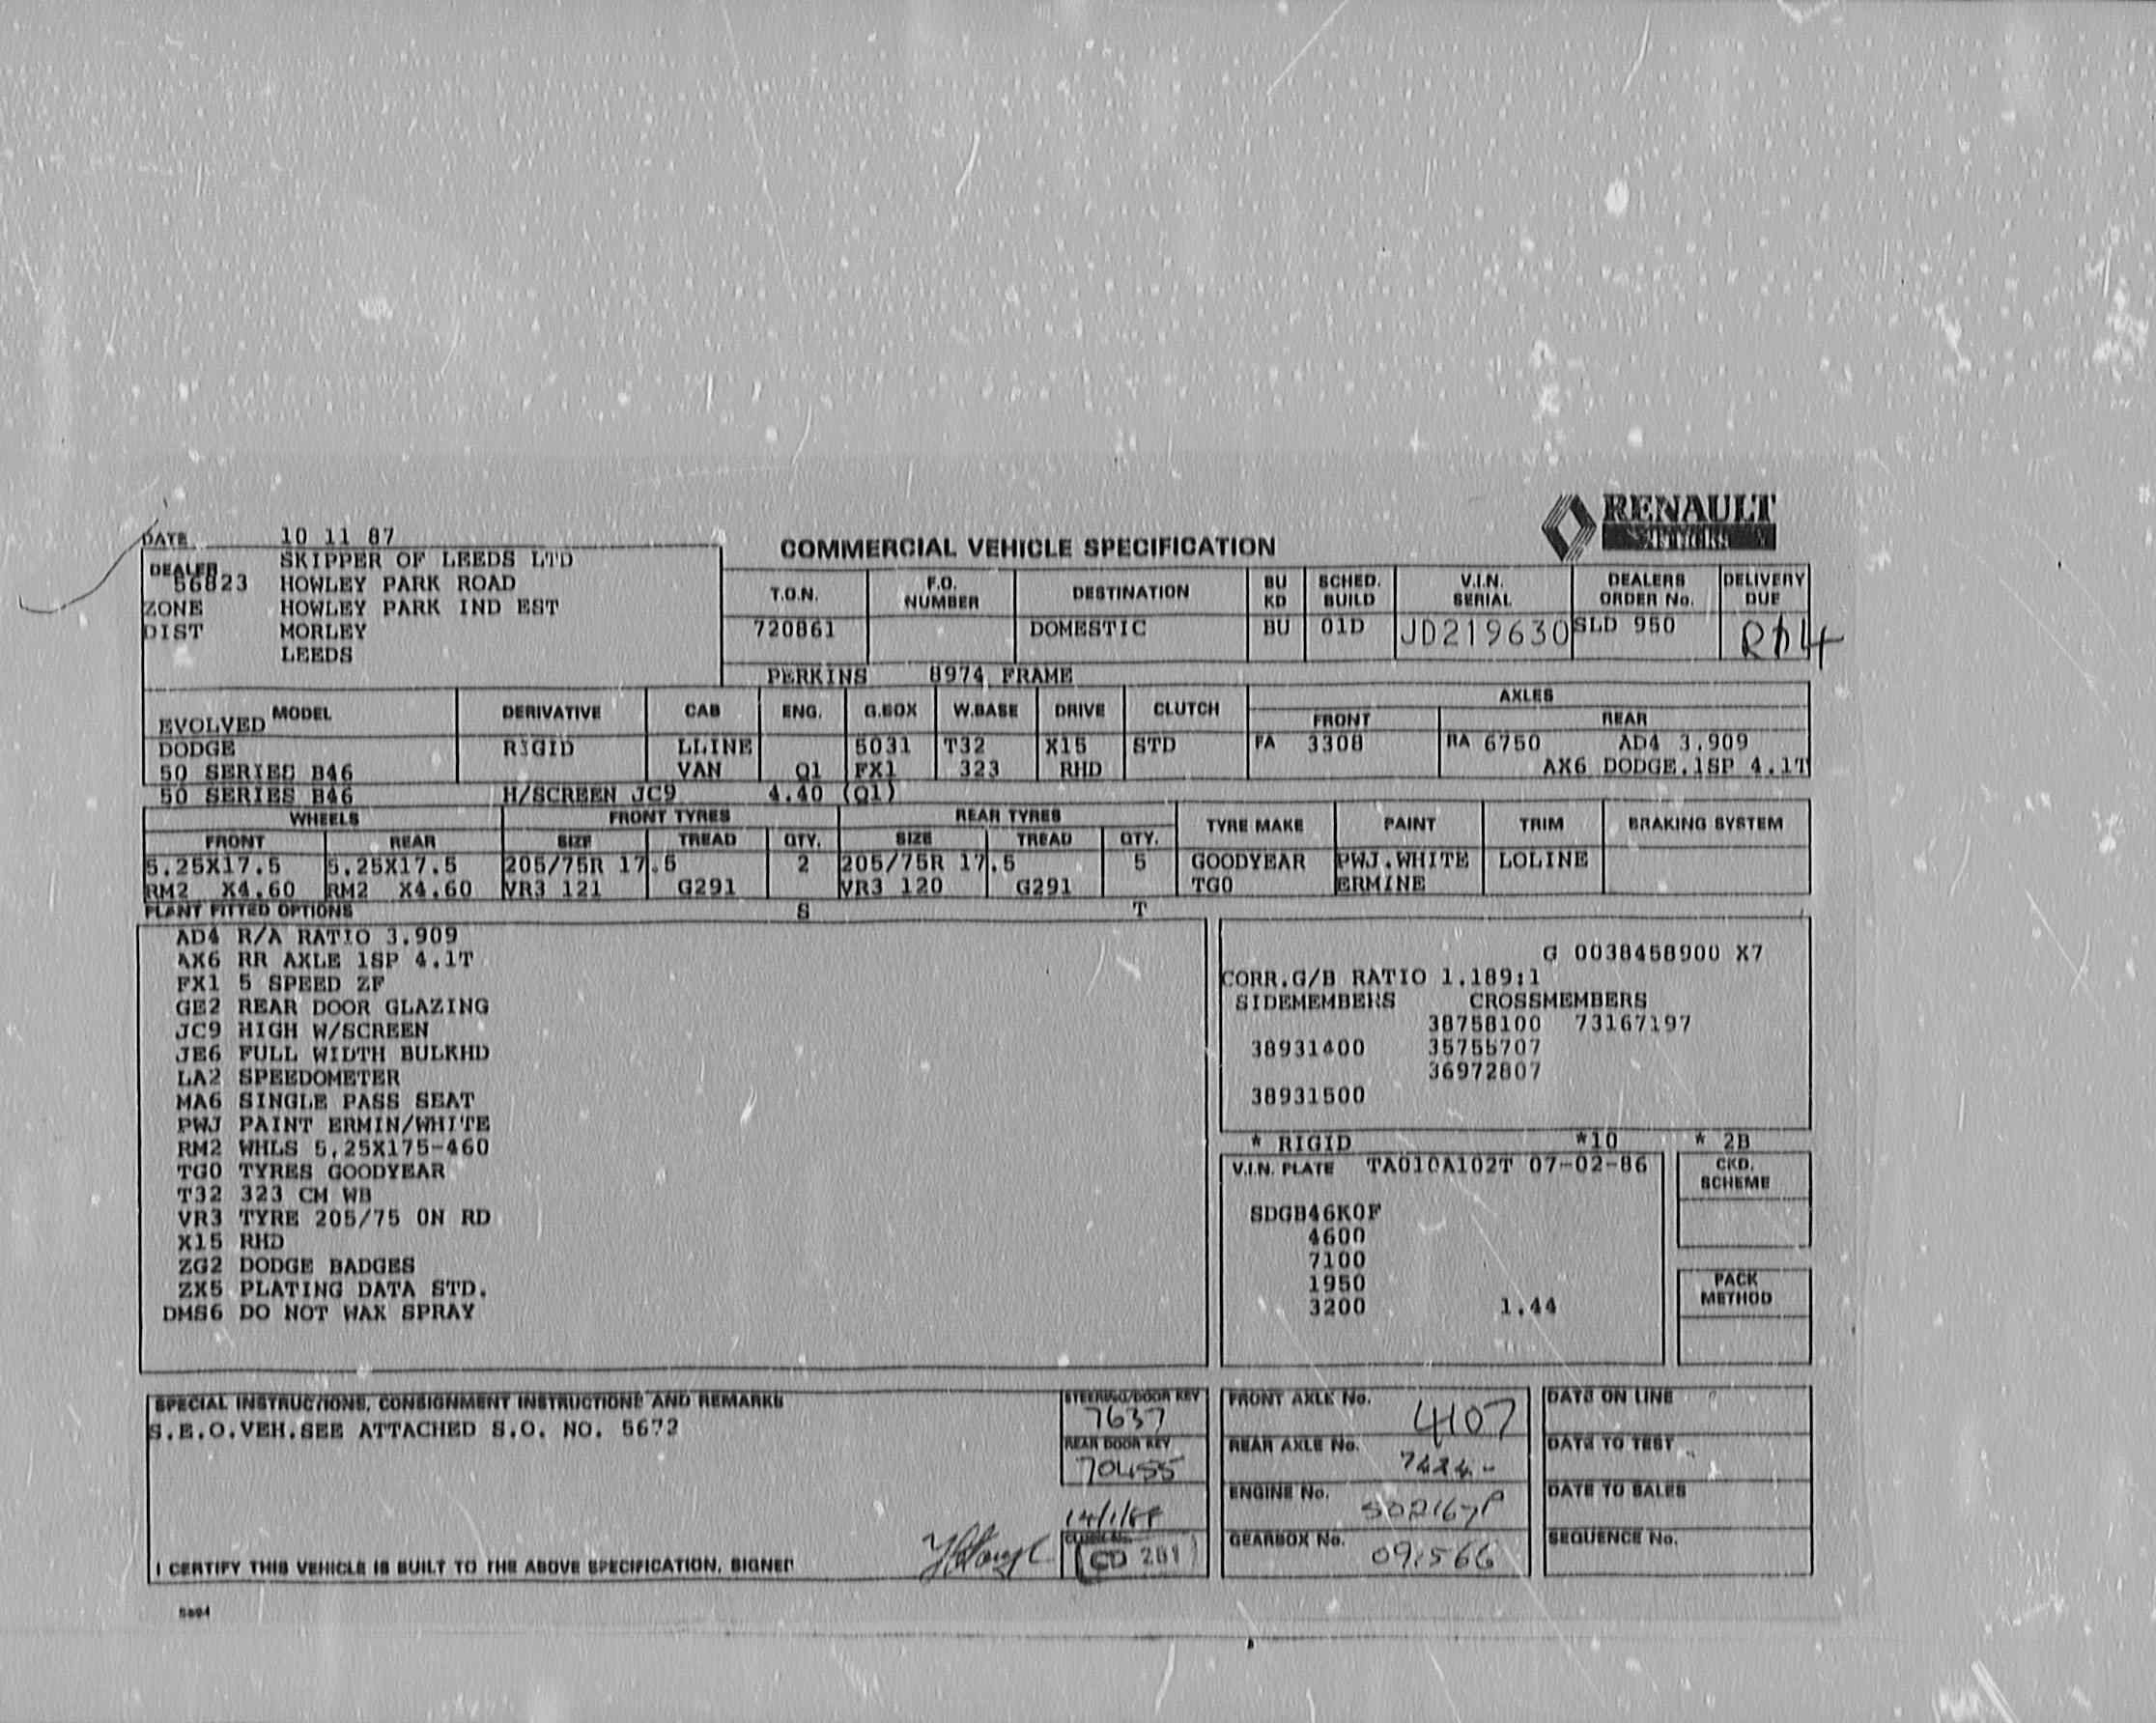 RENAULT
DATE 10 11 87
COMMERCIAL VEHICLE SPECIFICATION
DEALER SKIPPER OF LEEDS LTD
56823 HOWLEY PARK ROAD
ZONE HOWLEY PARK IND EST
DIST MORLEY
LEEDS
T.O.N. F.O. NUMBER DESTINATION BU KD SCHED. BUILD V.I.N. SERIAL DEALERS ORDER No. DELIVERY DUE
720861 DOMESTIC BU 01D JD219630 SLD 950
PERKINS 8974 FRAME
MODEL DERIVATIVE CAB ENG. G.BOX W.BASE DRIVE CLUTCH AXLES
FRONT REAR
EVOLVED
DODGE RIGID LLINE 5031 T32 X15 STD FA 3308 RA 6750 AD4 3.909
50 SERIES B46 VAN Q1 FX1 323 RHD AX6 DODGE.1SP 4.1T
50 SERIES B46 H/SCREEN JC9 4.40 (Q1)
WHEELS FRONT TYRES REAR TYRES TYRE MAKE PAINT TRIM BRAKING SYSTEM
FRONT REAR SIZE TREAD QTY. SIZE TREAD QTY.
5.25X17.5 5.25X17.5 205/75R 17.5 2 205/75R 17.5 5 GOODYEAR PWJ.WHITE LOLINE
RM2 X4.60 RM2 X4.60 VR3 121 G291 VR3 120 G291 TG0 ERMINE
PLANT FITTED OPTIONS S T
AD4 R/A RATIO 3.909
AX6 RR AXLE 1SP 4.1T
FX1 5 SPEED ZF
GE2 REAR DOOR GLAZING
JC9 HIGH W/SCREEN
JE6 FULL WIDTH BULKHD
LA2 SPEEDOMETER
MA6 SINGLE PASS SEAT
PWJ PAINT ERMIN/WHITE
RM2 WHLS 5.25X175-460
TG0 TYRES GOODYEAR
T32 323 CM WB
VR3 TYRE 205/75 ON RD
X15 RHD
ZG2 DODGE BADGES
ZX5 PLATING DATA STD.
DMS6 DO NOT WAX SPRAY
G 0038458900 X7
CORR.G/B RATIO 1.189:1
SIDEMEMBERS CROSSMEMBERS
38758100 73167197
38931400 35755707
36972807
38931500
* RIGID *10 * 2B
V.I.N. PLATE TA010A102T 07-02-86
CKD. SCHEME
SDGB46K0F
4600
7100
1950
3200 1.44
PACK METHOD
SPECIAL INSTRUCTIONS, CONSIGNMENT INSTRUCTIONS AND REMARKS
S.E.O.VEH.SEE ATTACHED S.O. NO. 5672
STEERING/DOOR KEY
7637
REAR DOOR KEY
70455
14/1/88
CLOCK No.
CD 281
I CERTIFY THIS VEHICLE IS BUILT TO THE ABOVE SPECIFICATION, SIGNED
FRONT AXLE No. 4107
REAR AXLE No. 7424
ENGINE No. 502167P
GEARBOX No. 091566
DATE ON LINE
DATE TO TEST
DATE TO SALES
SEQUENCE No.